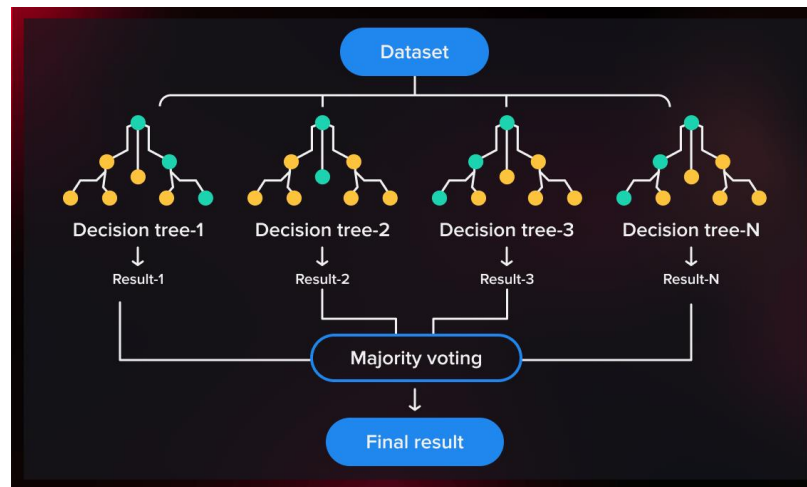 Dataset
Decision tree-1
Decision tree-2
Decision tree-3
Decision tree-N
Result-1
Result-2
Result-3
Result-N
Majority voting
Final result